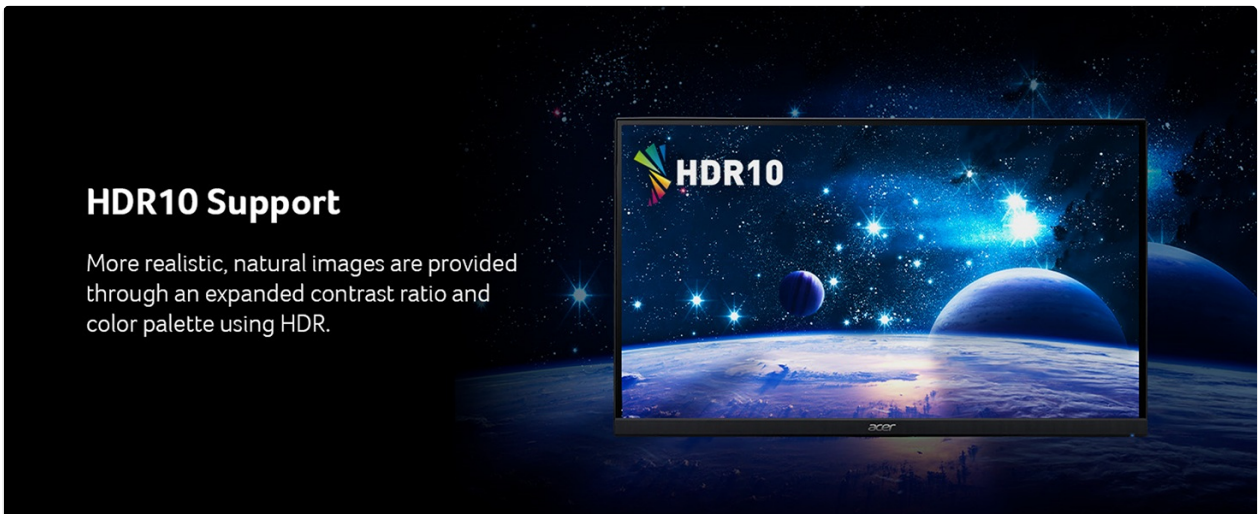 HDR10 Support
More realistic, natural images are provided
through an expanded contrast ratio and
color palette using HDR.
HDR10
acer